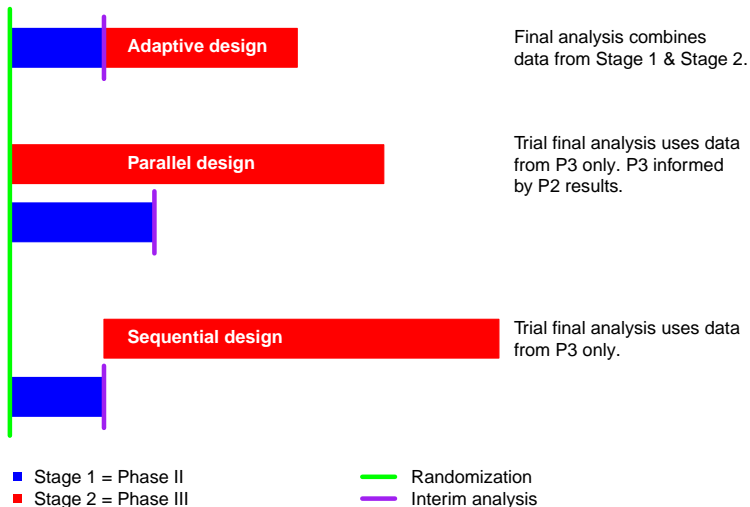 Adaptive design
Final analysis combines
data from Stage 1 & Stage 2.
Parallel design
Trial final analysis uses data
from P3 only. P3 informed
by P2 results.
Sequential design
Trial final analysis uses data
from P3 only.
Stage 1 = Phase II
Stage 2 = Phase III
Randomization
Interim analysis